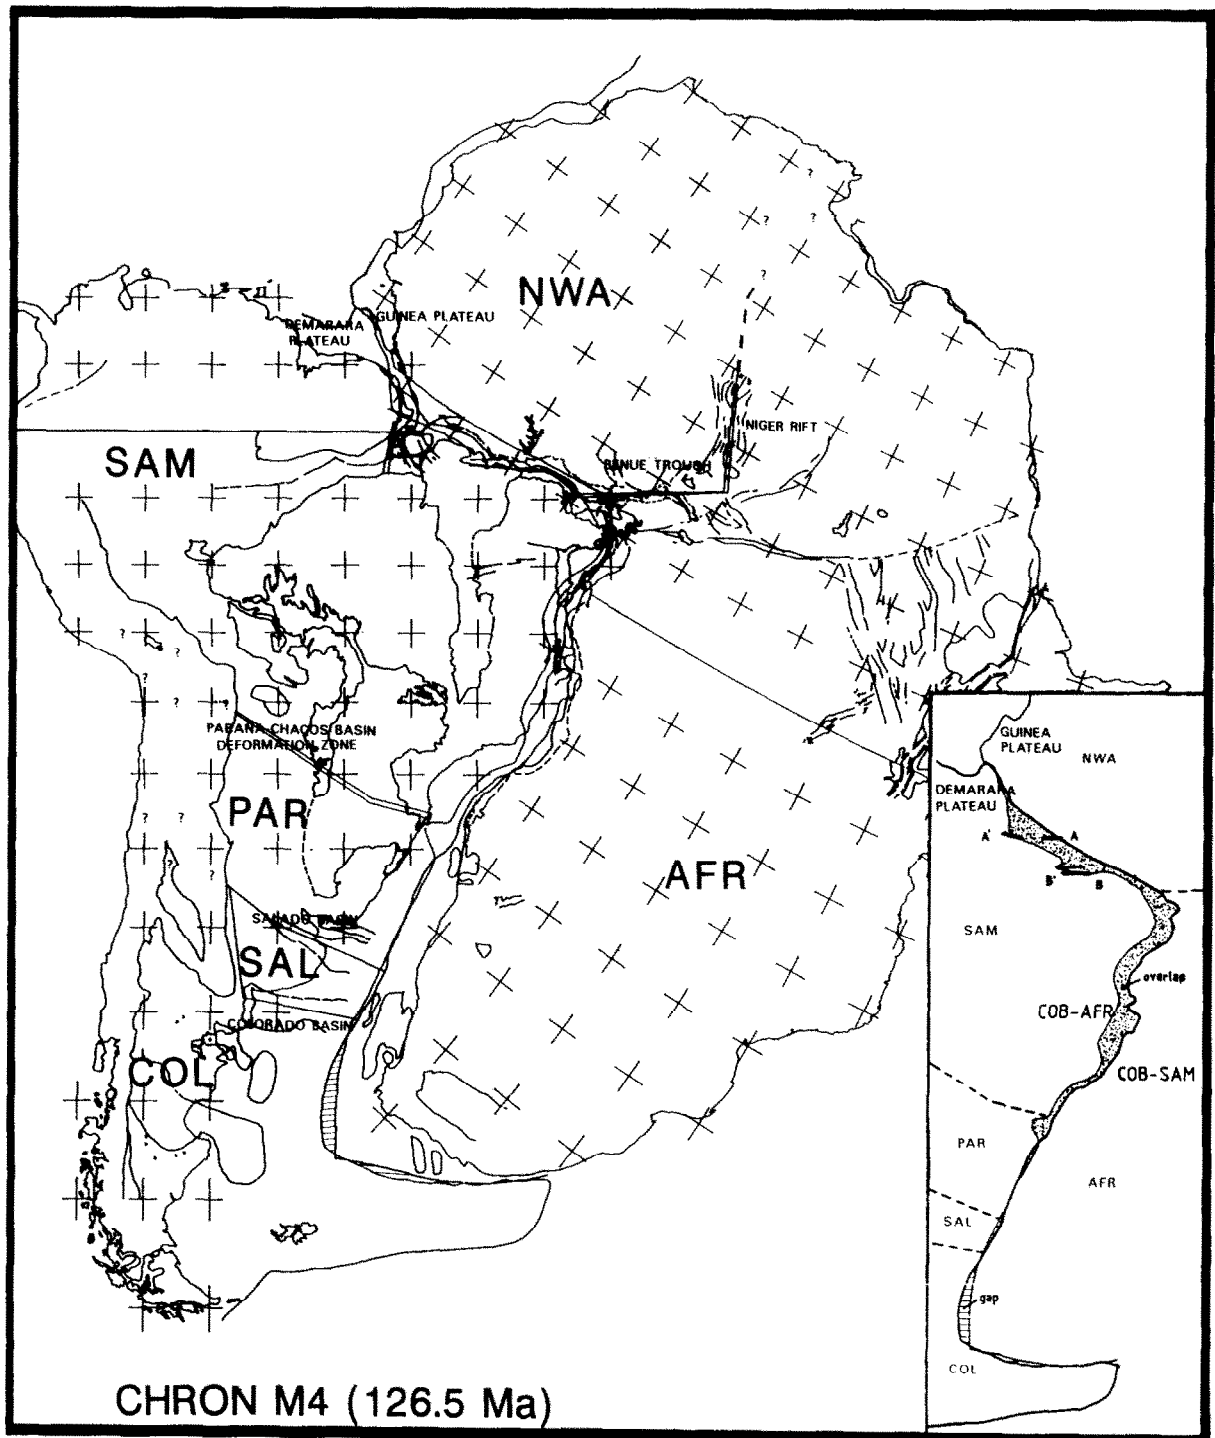 NWA
GUINEA PLATEAU
DEMARARA
PLATEAU
NIGER RIFT
BENUE TROUGH
SAM
PARANA-CHACOS BASIN
DEFORMATION ZONE
PAR
AFR
SALADO BASIN
SAL
COLORADO BASIN
COL
CHRON M4 (126.5 Ma)
GUINEA
PLATEAU
NWA
DEMARARA
PLATEAU
A' A
B' B
SAM
overlap
COB-AFR
COB-SAM
PAR
AFR
SAL
gap
COL